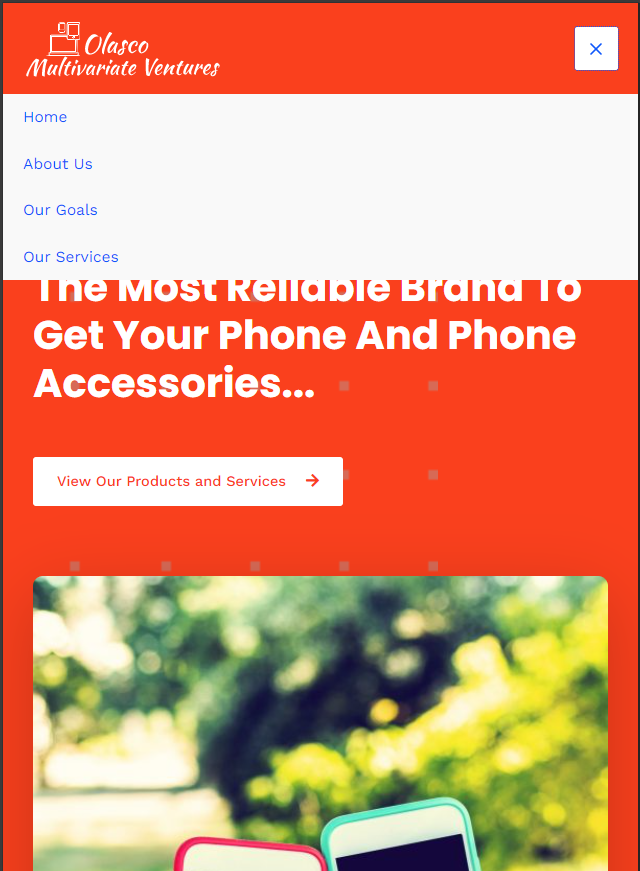 Olasco
Multivariate Ventures
Home
About Us
Our Goals
Our Services
The Most Reliable Brand To
Get Your Phone And Phone
Accessories...
View Our Products and Services